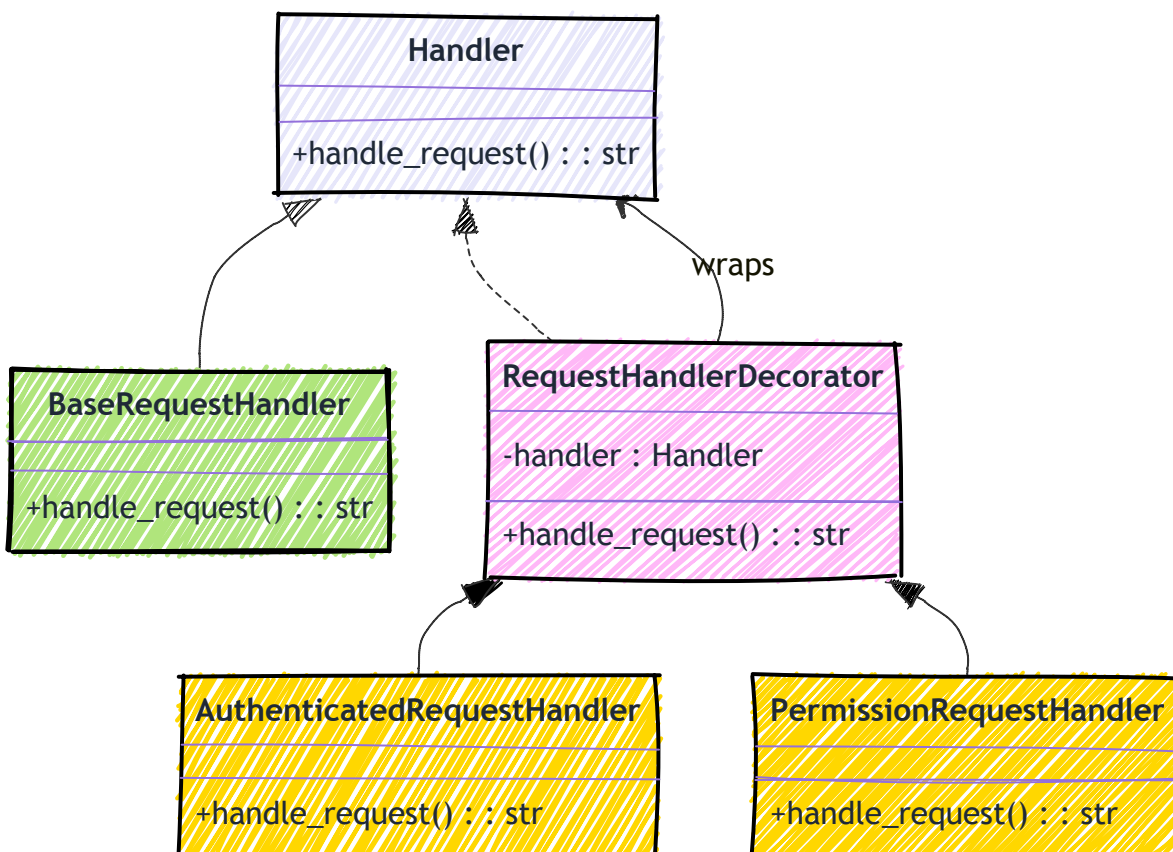 Handler
+handle_request() : : str
wraps
BaseRequestHandler
+handle_request() : : str
RequestHandlerDecorator
-handler : Handler
+handle_request() : : str
AuthenticatedRequestHandler
+handle_request() : : str
PermissionRequestHandler
+handle_request() : : str